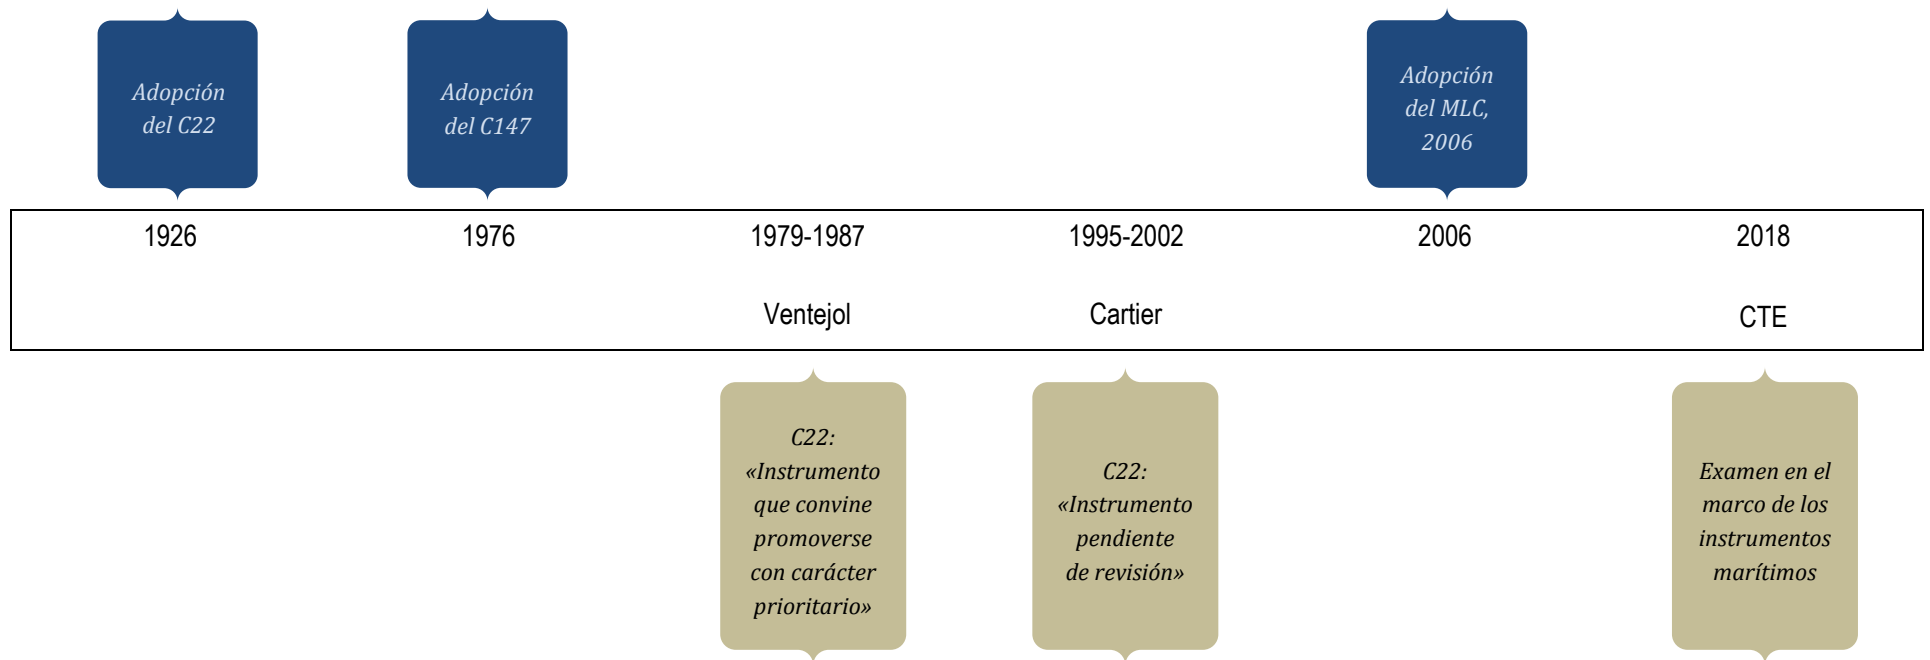 Adopción
del C22
Adopción
del C147
Adopción
del MLC,
2006
1926
1976
1979-1987
1995-2002
2006
2018
Ventejol
Cartier
CTE
C22:
«Instrumento
que convine
promoverse
con carácter
prioritario»
C22:
«Instrumento
pendiente
de revisión»
Examen en el
marco de los
instrumentos
marítimos